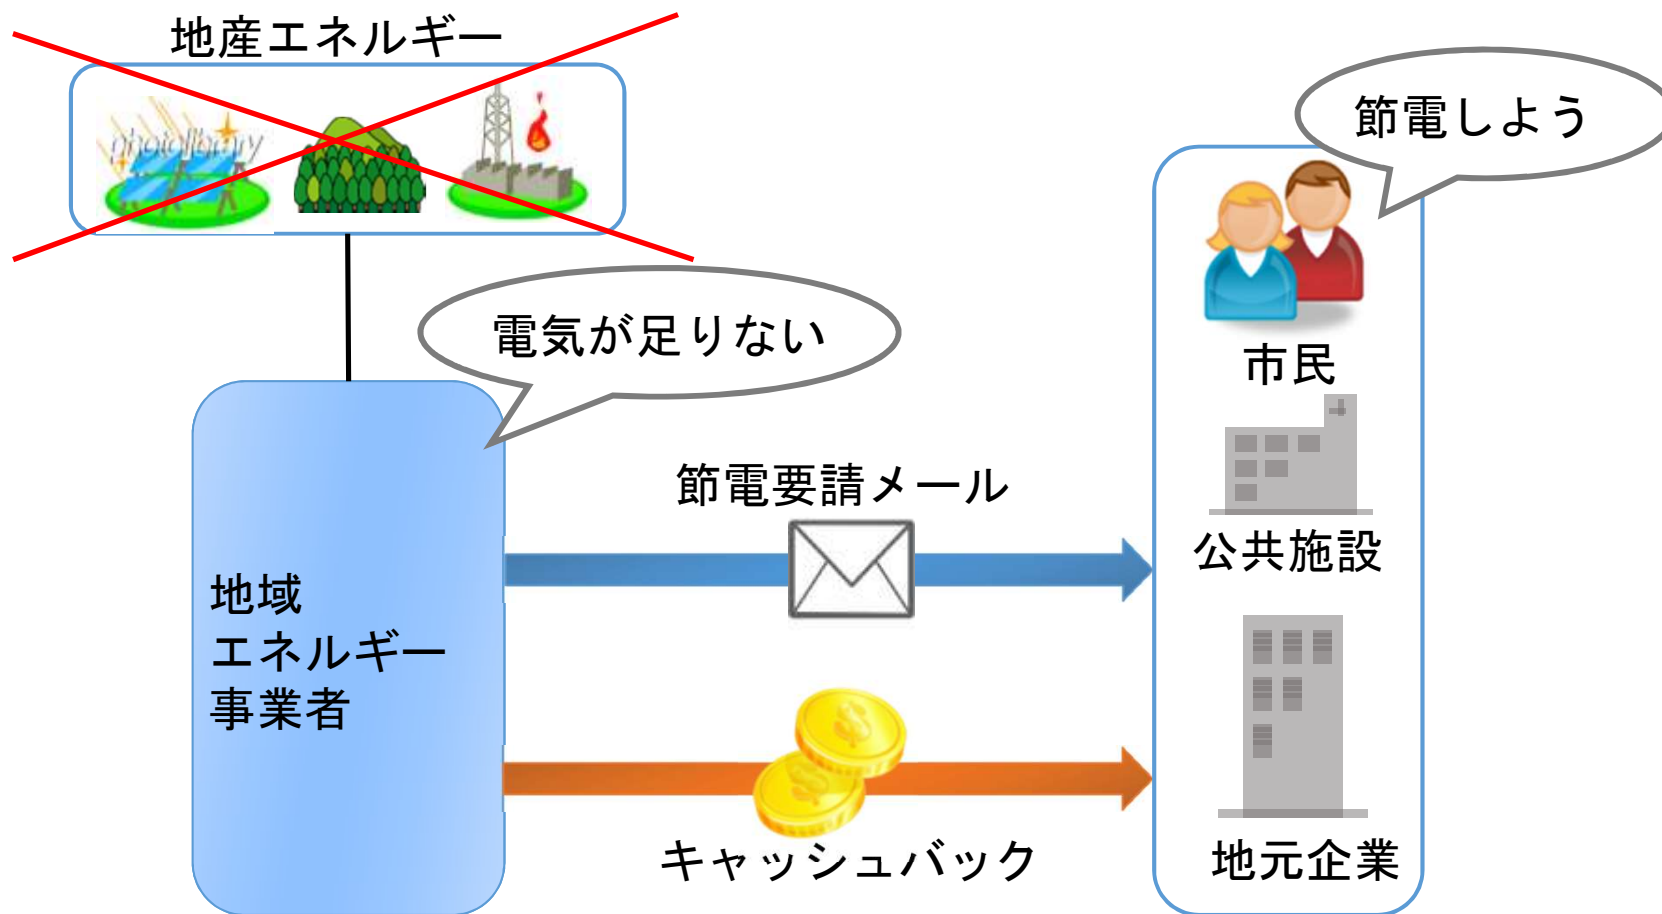 地産エネルギー
photolibrary
節電しよう
電気が足りない
市民
節電要請メール
公共施設
地域
エネルギー
事業者
キャッシュバック
地元企業